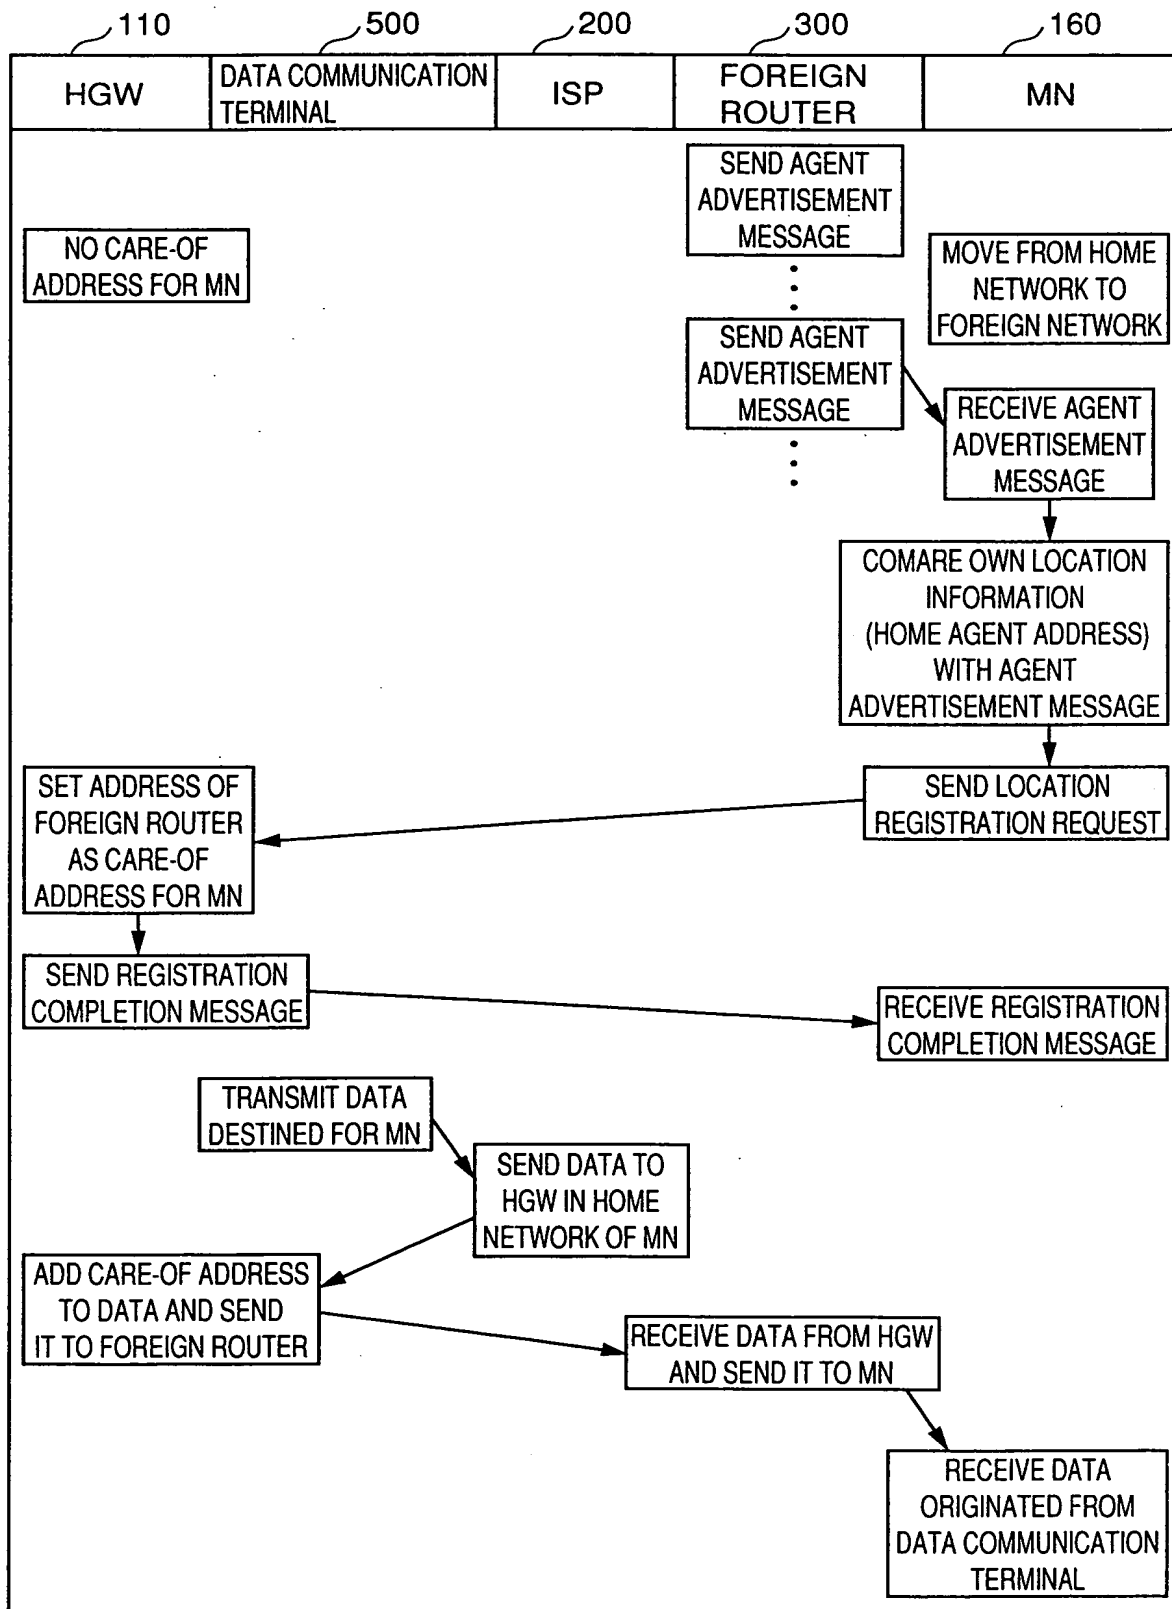 110
500
200
300
160
HGW
DATA COMMUNICATION
TERMINAL
ISP
FOREIGN
ROUTER
MN
SEND AGENT
ADVERTISEMENT
MESSAGE
NO CARE-OF
ADDRESS FOR MN
MOVE FROM HOME
NETWORK TO
FOREIGN NETWORK
SEND AGENT
ADVERTISEMENT
MESSAGE
RECEIVE AGENT
ADVERTISEMENT
MESSAGE
COMARE OWN LOCATION
INFORMATION
(HOME AGENT ADDRESS)
WITH AGENT
ADVERTISEMENT MESSAGE
SET ADDRESS OF
FOREIGN ROUTER
AS CARE-OF
ADDRESS FOR MN
SEND LOCATION
REGISTRATION REQUEST
SEND REGISTRATION
COMPLETION MESSAGE
RECEIVE REGISTRATION
COMPLETION MESSAGE
TRANSMIT DATA
DESTINED FOR MN
SEND DATA TO
HGW IN HOME
NETWORK OF MN
ADD CARE-OF ADDRESS
TO DATA AND SEND
IT TO FOREIGN ROUTER
RECEIVE DATA FROM HGW
AND SEND IT TO MN
RECEIVE DATA
ORIGINATED FROM
DATA COMMUNICATION
TERMINAL